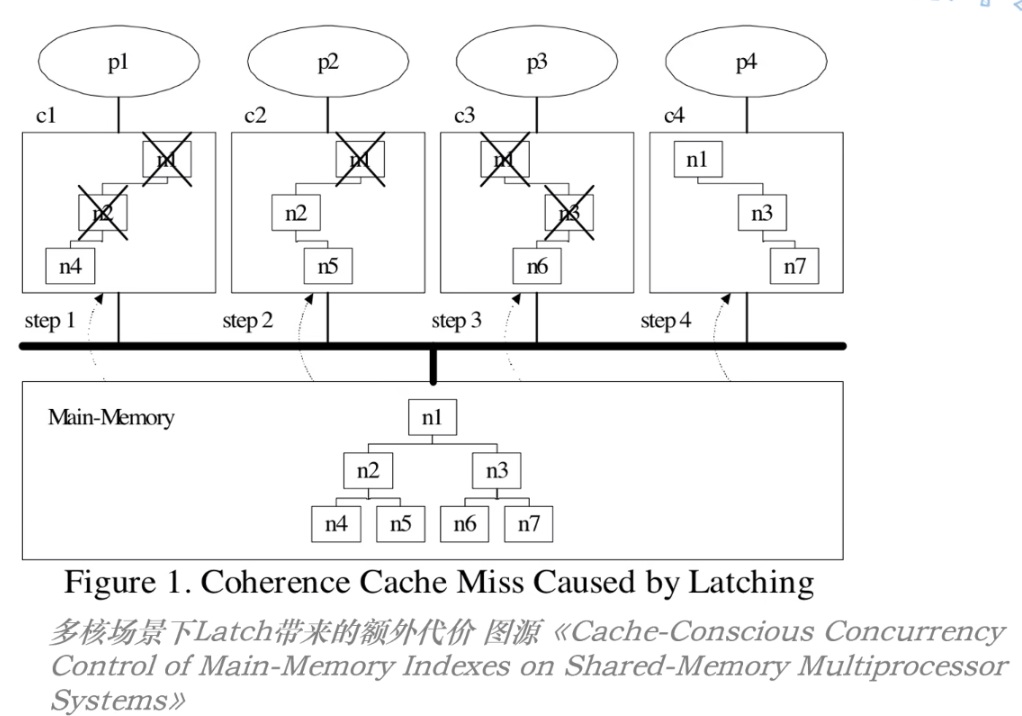 p1 p2 p3 p4
c1 c2 c3 c4
n1 n1 n1 n1
n2 n2 n3 n3
n4 n5 n6 n7
step 1 step 2 step 3 step 4
Main-Memory
n1
n2 n3
n4 n5 n6 n7
Figure 1. Coherence Cache Miss Caused by Latching
多核场景下Latch带来的额外代价 图源《Cache-Conscious Concurrency
Control of Main-Memory Indexes on Shared-Memory Multiprocessor
Systems》